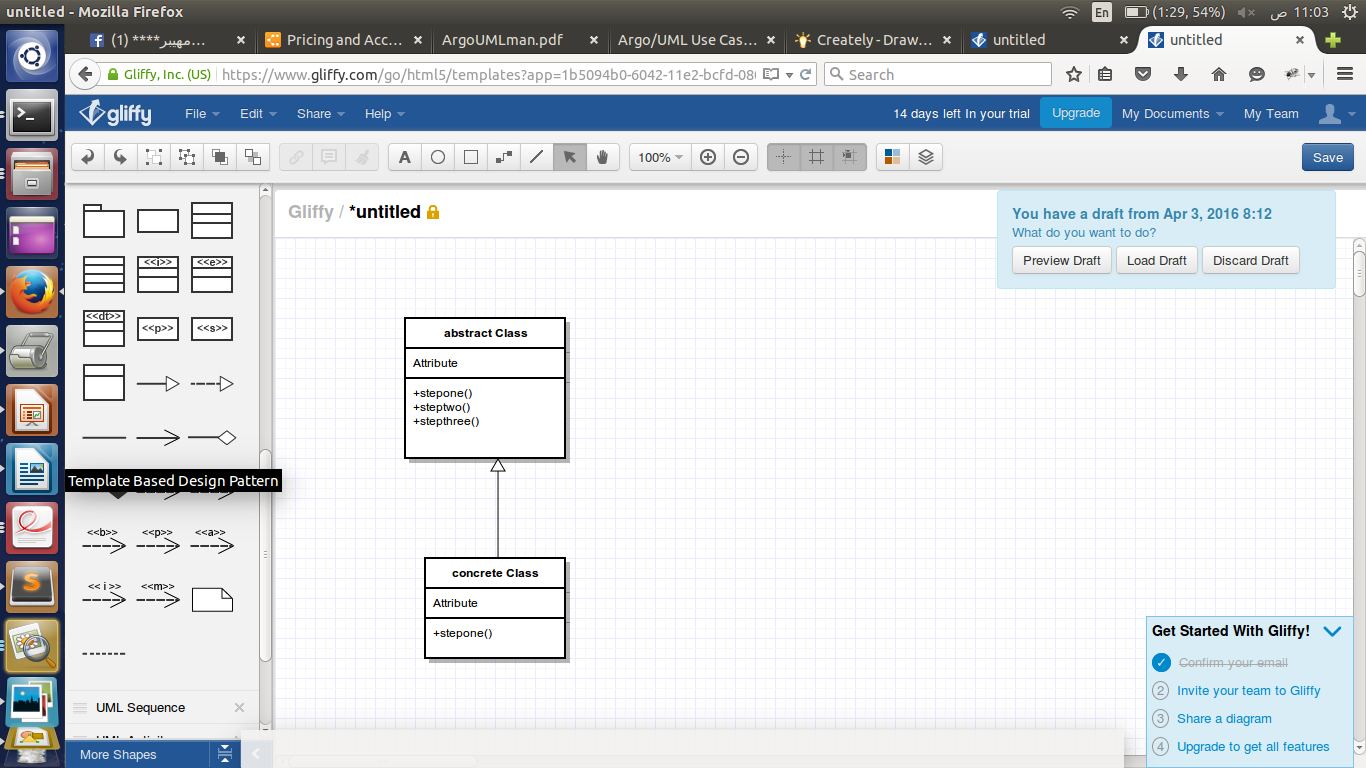 untitled - Mozilla Firefox
En (1:29, 54%) 11:03 ص
(1) ****مهيبر...
Pricing and Acc...
ArgoUMLman.pdf
Argo/UML Use Cas...
Creately - Draw...
untitled
untitled
Gliffy, Inc. (US) https://www.gliffy.com/go/html5/templates?app=1b5094b0-6042-11e2-bcfd-08
Search
gliffy File Edit Share Help 14 days left In your trial Upgrade My Documents My Team
A 100% Save
Gliffy / *untitled
You have a draft from Apr 3, 2016 8:12
What do you want to do?
Preview Draft Load Draft Discard Draft
<<i>> <<e>>
<<dt>> <<p>> <<s>>
Template Based Design Pattern
<<b>> <<p>> <<a>>
<< i >> <<m>>
UML Sequence
More Shapes
abstract Class
Attribute
+stepone()
+steptwo()
+stepthree()
concrete Class
Attribute
+stepone()
Get Started With Gliffy!
Confirm your email
2 Invite your team to Gliffy
3 Share a diagram
4 Upgrade to get all features